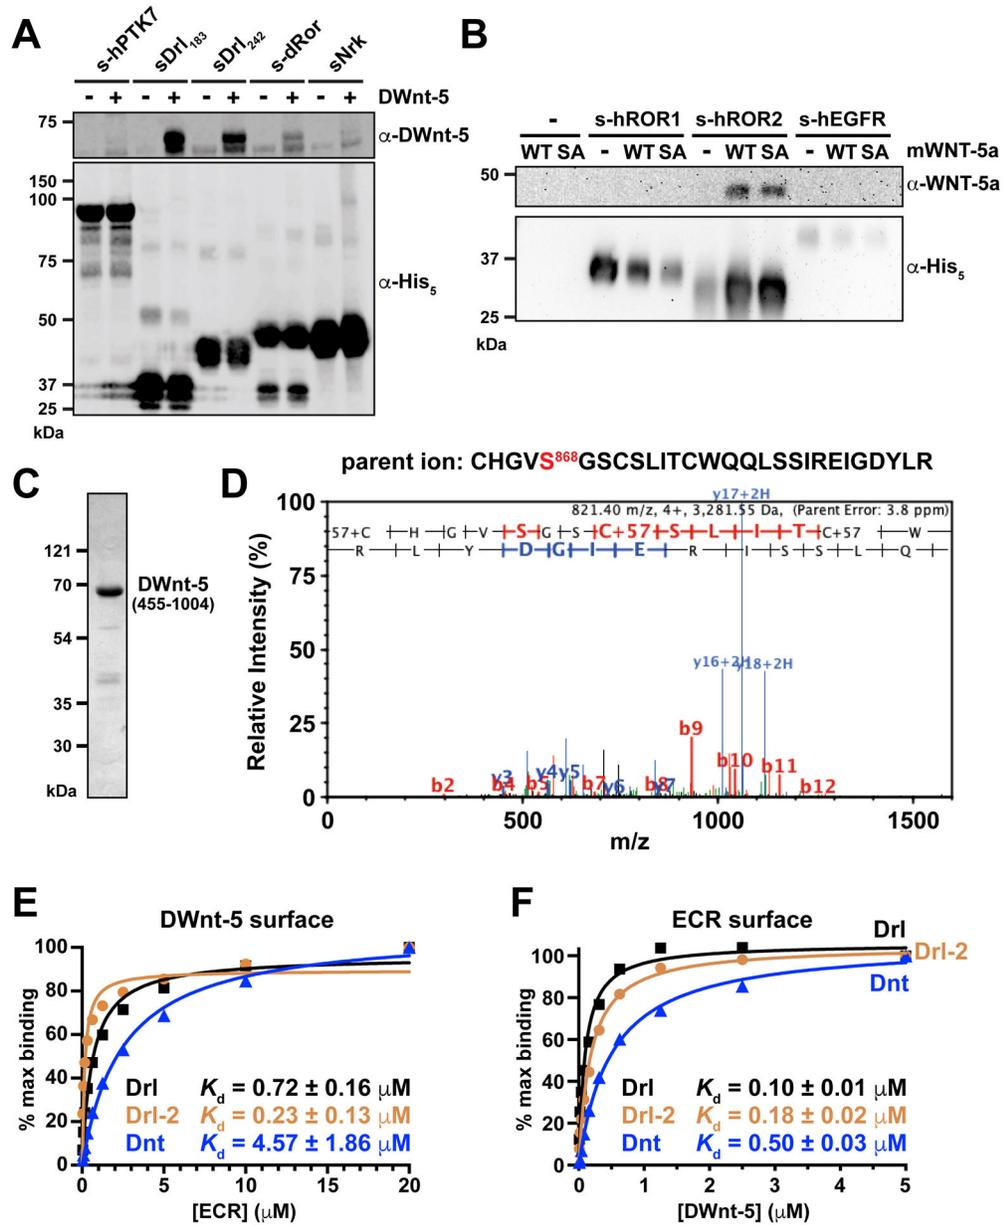 A
s-hPTK7 sDrl183 sDrl242 s-dRor sNrk
- + - + - + - + - + DWnt-5
75
α-DWnt-5
150
100
75
50
37
25
kDa
α-His5
B
- s-hROR1 s-hROR2 s-hEGFR
WT SA - WT SA - WT SA - WT SA mWNT-5a
50
α-WNT-5a
37
α-His5
25
kDa
C
121
70
54
35
30
kDa
DWnt-5
(455-1004)
D
parent ion: CHGVS868GSCSLITCWQQLSSIREIGDYLR
y17+2H
821.40 m/z, 4+, 3,281.55 Da, (Parent Error: 3.8 ppm)
57+C H G V S G S C+57 S L I T C+57 W
R L Y D G I E R I S S L Q
y16+2H y18+2H
b9
b10 b11
b2 y3 b4 b5 y4 y5 b7 y6 b8 y7 b12
Relative Intensity (%)
100
75
50
25
0
0 500 1000 1500
m/z
E
DWnt-5 surface
% max binding
100
80
60
40
20
0
Drl Kd = 0.72 ± 0.16 μM
Drl-2 Kd = 0.23 ± 0.13 μM
Dnt Kd = 4.57 ± 1.86 μM
0 5 10 15 20
[ECR] (μM)
F
ECR surface
Drl
Drl-2
Dnt
% max binding
100
80
60
40
20
0
Drl Kd = 0.10 ± 0.01 μM
Drl-2 Kd = 0.18 ± 0.02 μM
Dnt Kd = 0.50 ± 0.03 μM
0 1 2 3 4 5
[DWnt-5] (μM)